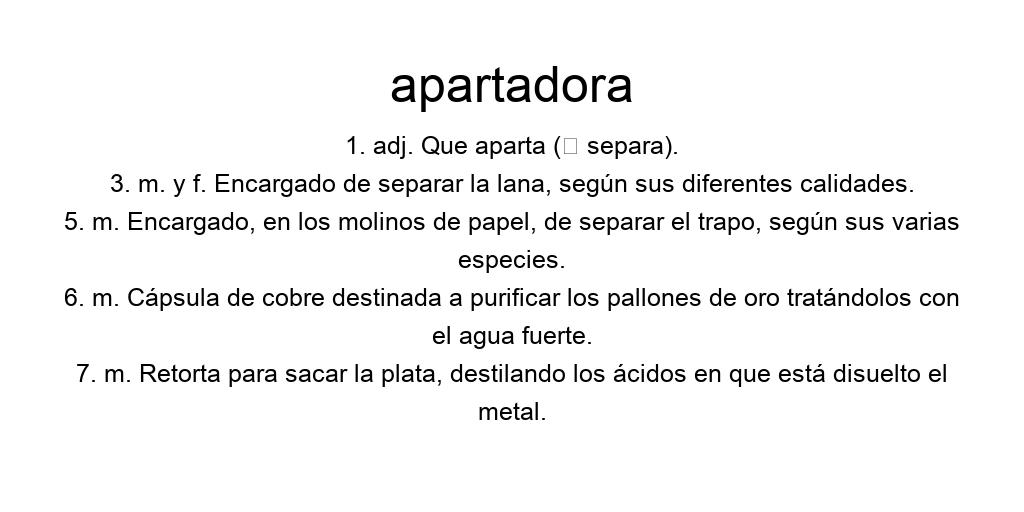 apartadora
1. adj. Que aparta (□ separa).
3. m. y f. Encargado de separar la lana, según sus diferentes calidades.
5. m. Encargado, en los molinos de papel, de separar el trapo, según sus varias
especies.
6. m. Cápsula de cobre destinada a purificar los pallones de oro tratándolos con
el agua fuerte.
7. m. Retorta para sacar la plata, destilando los ácidos en que está disuelto el
metal.